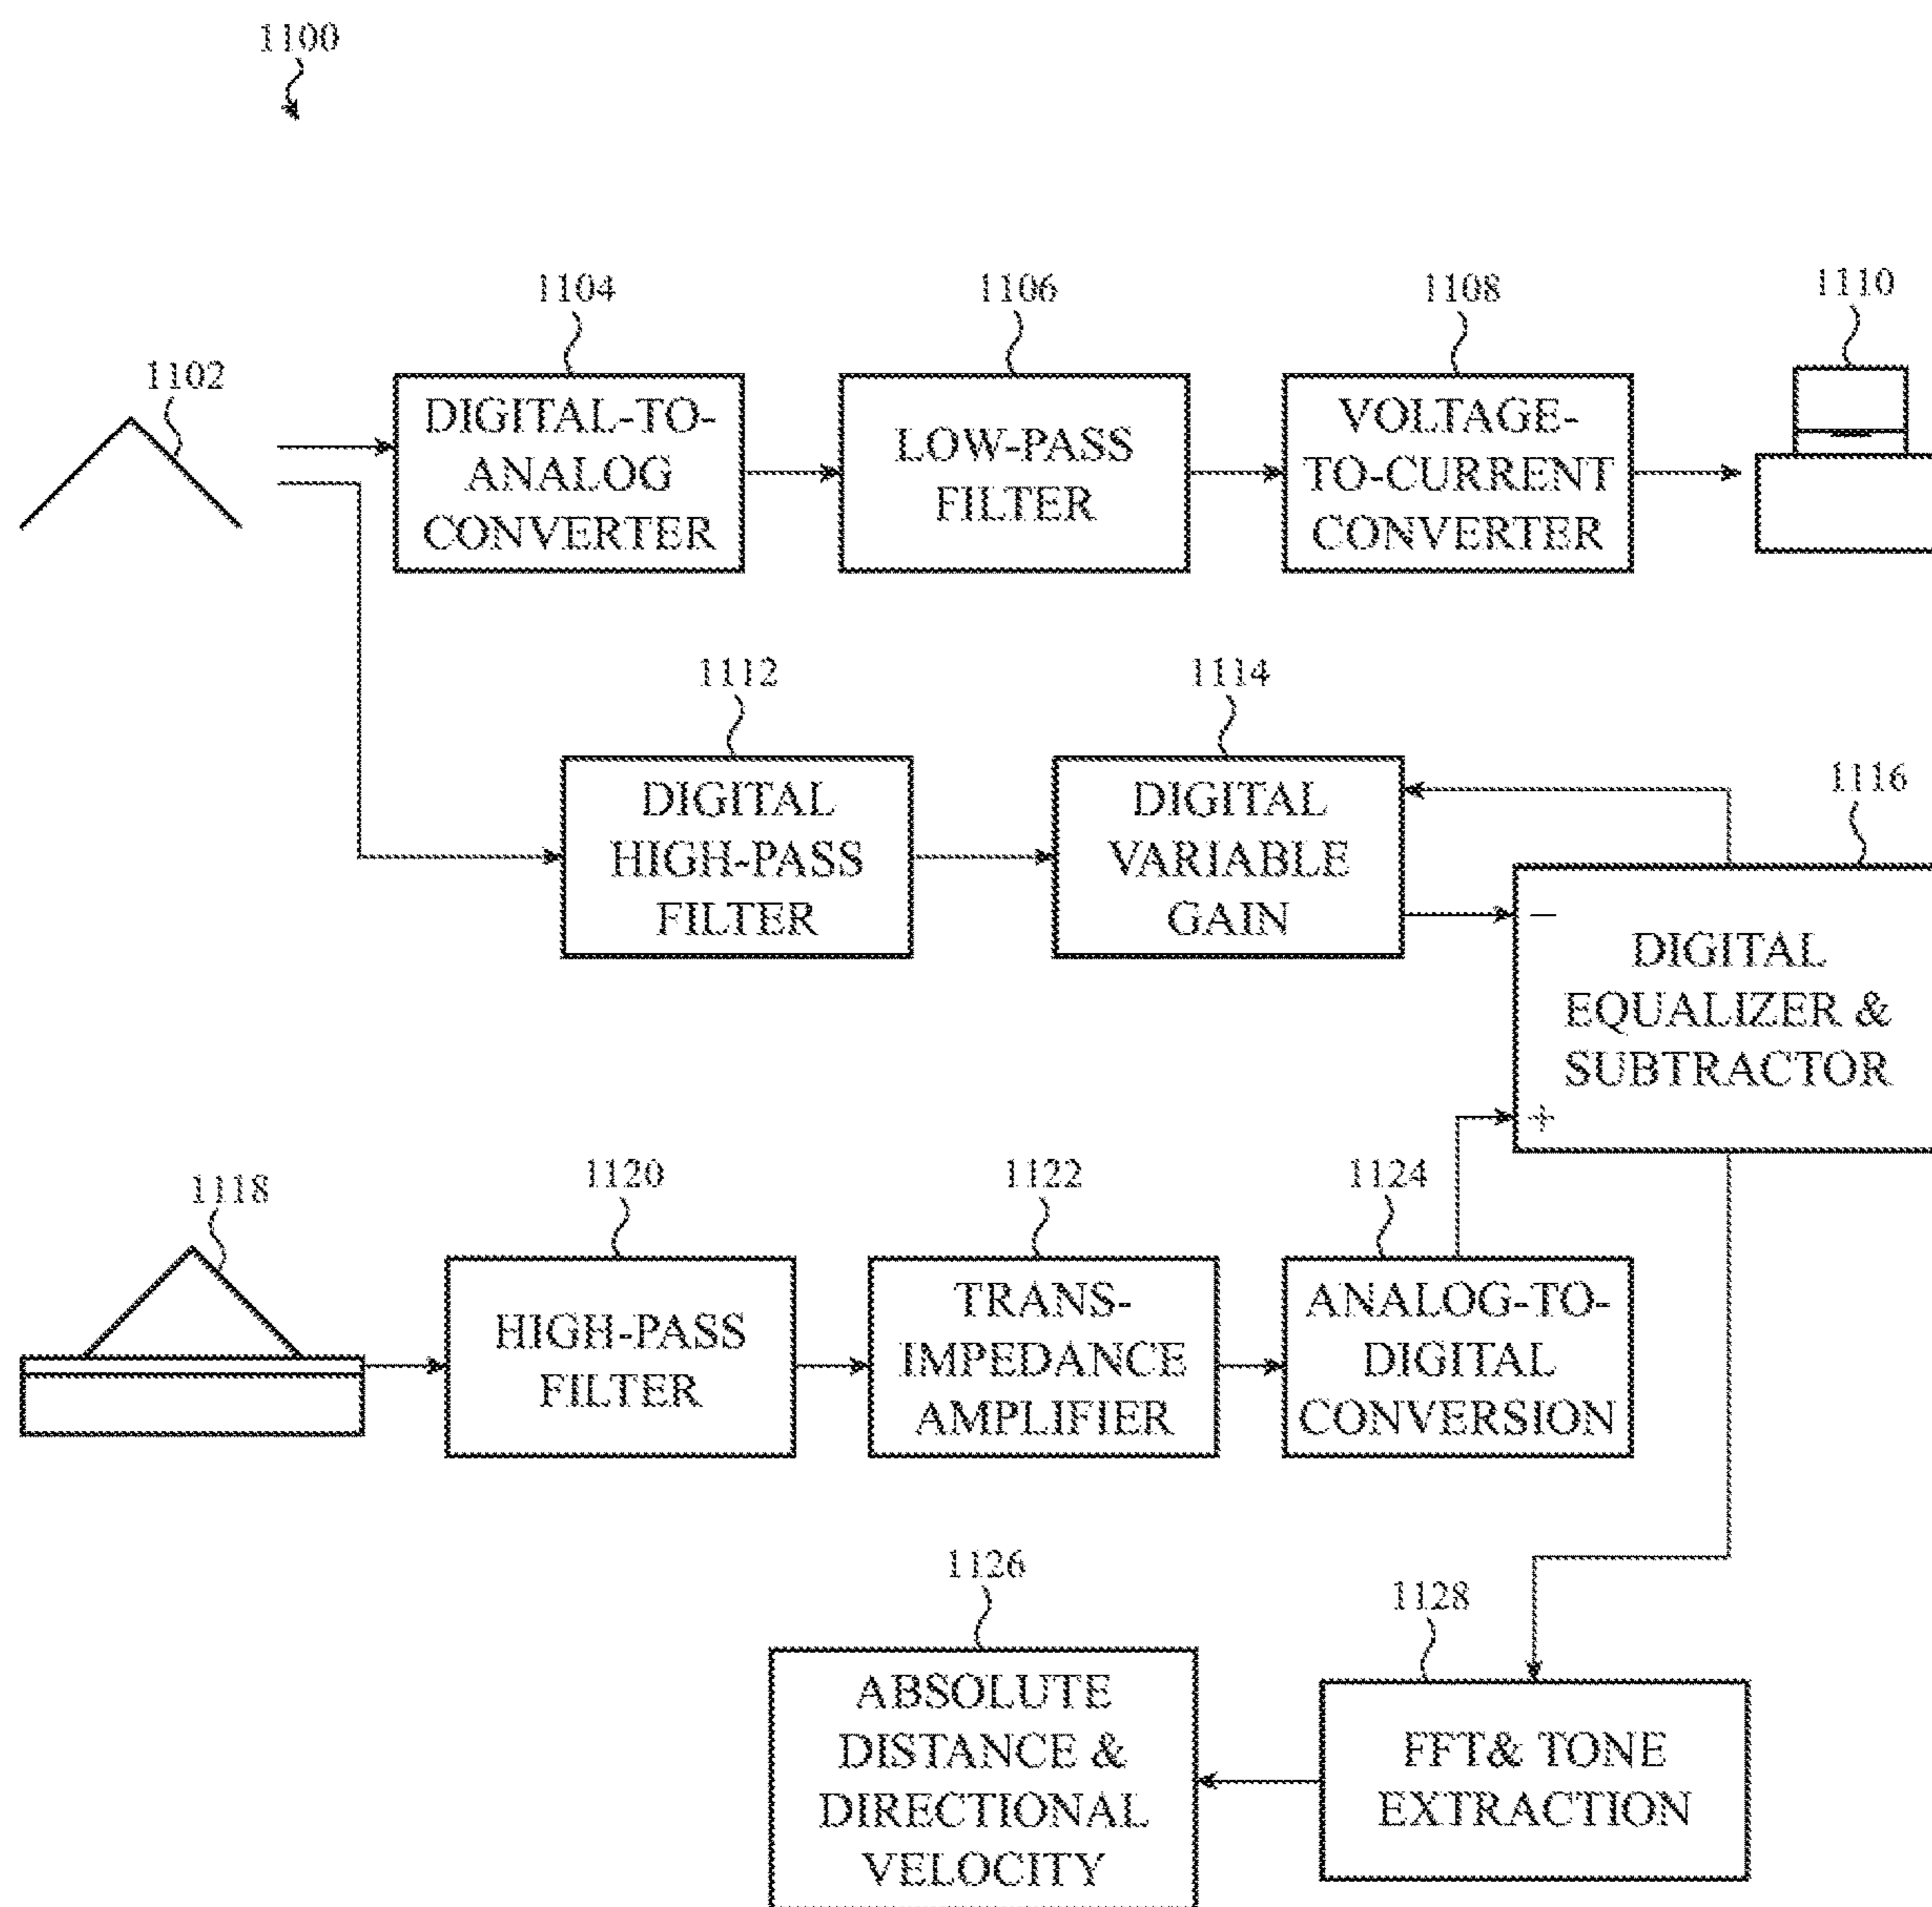 1100
1104
1106
1108
1110
1102
DIGITAL-TO-
ANALOG
CONVERTER
LOW-PASS
FILTER
VOLTAGE-
TO-CURRENT
CONVERTER
1112
1114
1116
DIGITAL
HIGH-PASS
FILTER
DIGITAL
VARIABLE
GAIN
−
DIGITAL
EQUALIZER &
SUBTRACTOR
+
1118
1120
1122
1124
HIGH-PASS
FILTER
TRANS-
IMPEDANCE
AMPLIFIER
ANALOG-TO-
DIGITAL
CONVERSION
1126
1128
ABSOLUTE
DISTANCE &
DIRECTIONAL
VELOCITY
FFT& TONE
EXTRACTION